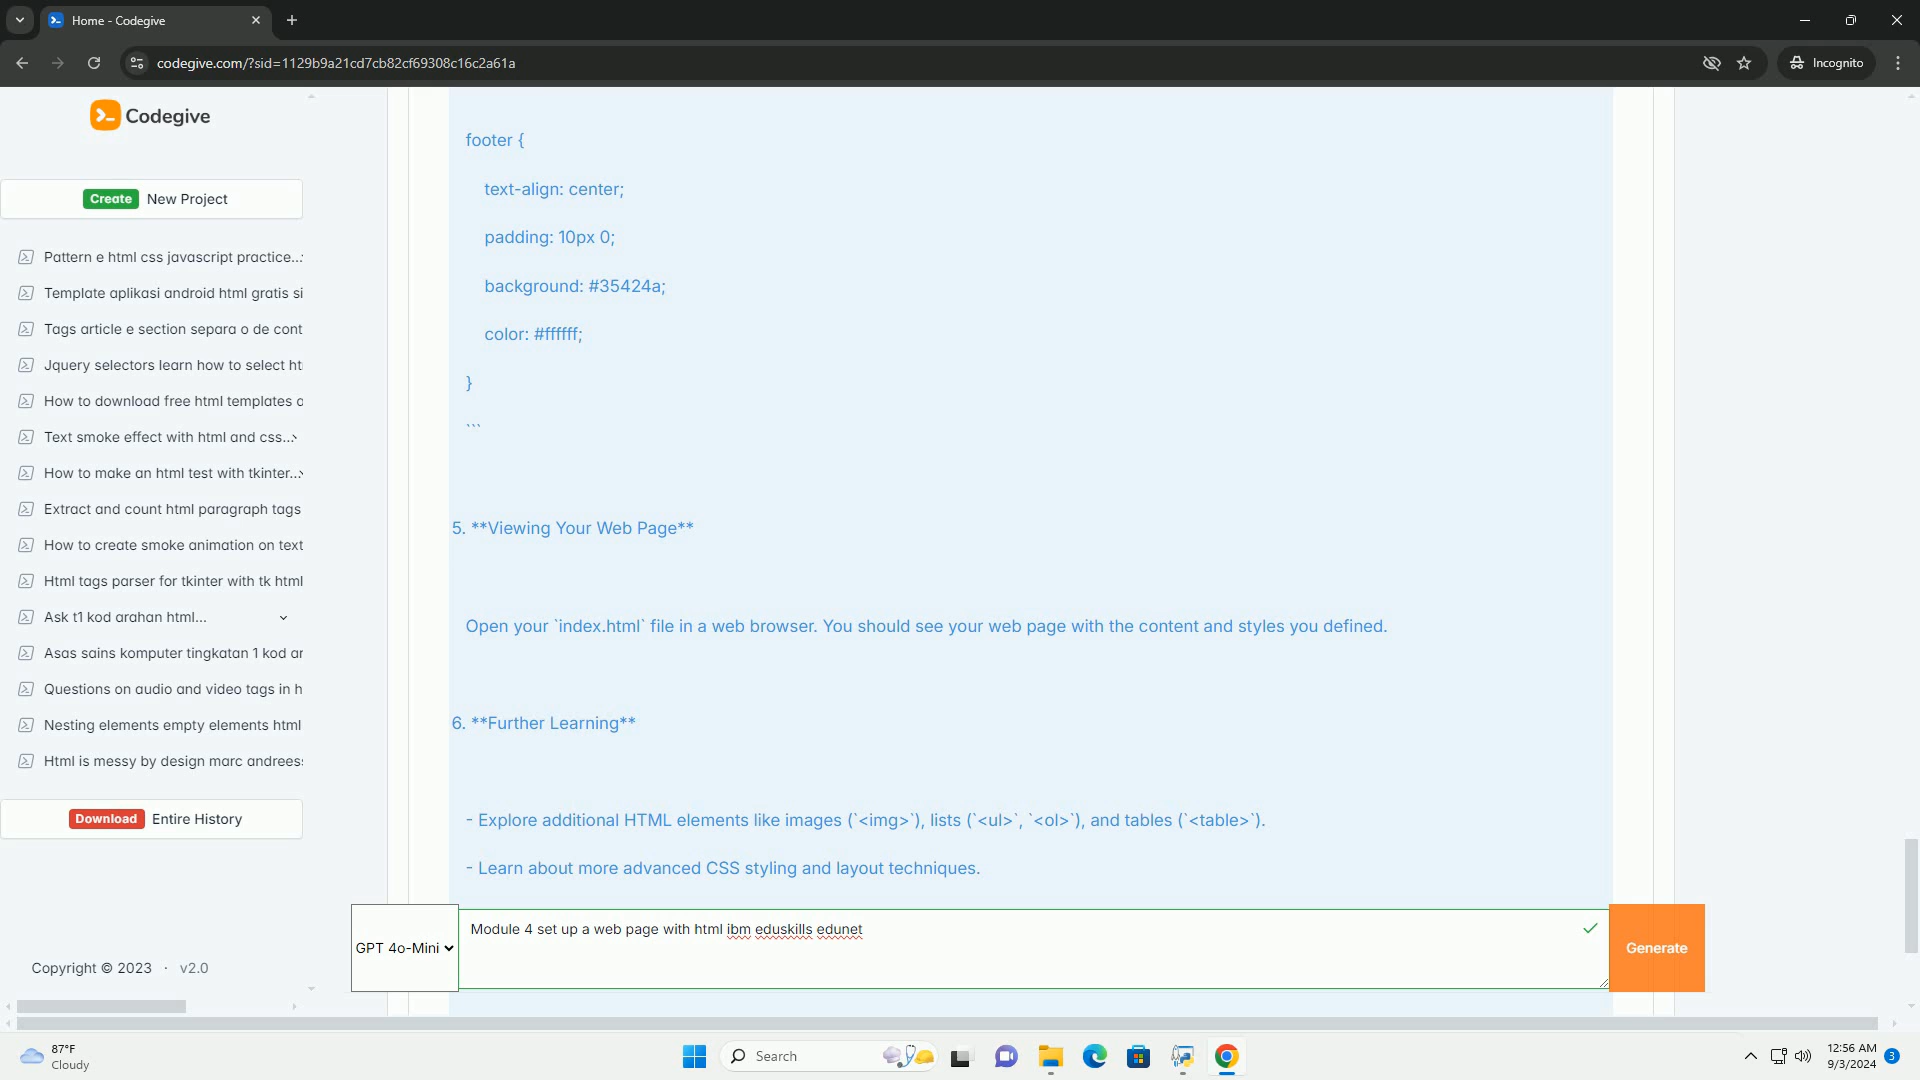 Home - Codegive
codegive.com/?sid=1129b9a21cd7cb82cf69308c16c2a61a
Incognito
Codegive
Create New Project
Pattern e html css javascript practice...
Template aplikasi android html gratis si
Tags article e section separa o de cont
Jquery selectors learn how to select
How to download free html templates
Text smoke effect with html and css...
How to make an html test with tkinter...
Extract and count html paragraph tags
How to create smoke animation on text
Html tags parser for tkinter with tk html
Ask t1 kod arahan html...
Asas sains komputer tingkatan 1 kod ar
Questions on audio and video tags in h
Nesting elements empty elements html
Html is messy by design marc andrees
Download Entire History
Copyright © 2023 · v2.0
footer {
text-align: center;
padding: 10px 0;
background: #35424a;
color: #ffffff;
}
```
5. **Viewing Your Web Page**
Open your `index.html` file in a web browser. You should see your web page with the content and styles you defined.
6. **Further Learning**
- Explore additional HTML elements like images (`<img>`), lists (`<ul>`, `<ol>`), and tables (`<table>`).
- Learn about more advanced CSS styling and layout techniques.
GPT 4o-Mini
Module 4 set up a web page with html ibm eduskills edunet
Generate
87°F
Cloudy
Search
12:56 AM
9/3/2024
3